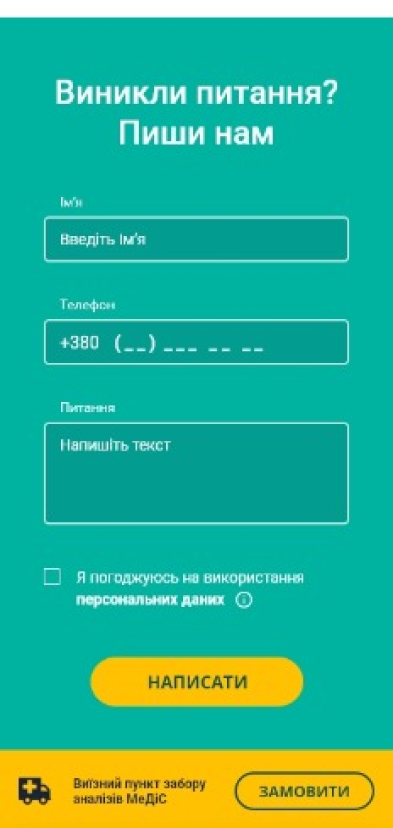 Виникли питання?
Пиши нам
Ім'я
Введіть Ім'я
Телефон
+380 (__) ___ __ __
Питання
Напишіть текст
Я погоджуюсь на використання
персональних даних
НАПИСАТИ
Виїзний пункт забору
аналізів МеДіС
ЗАМОВИТИ